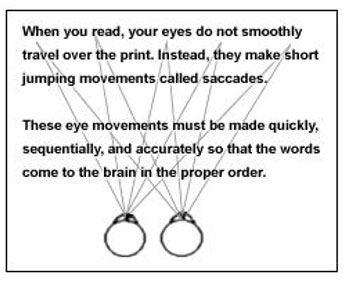 When you read, your eyes do not smoothly
travel over the print. Instead, they make short
jumping movements called saccades.
These eye movements must be made quickly,
sequentially, and accurately so that the words
come to the brain in the proper order.